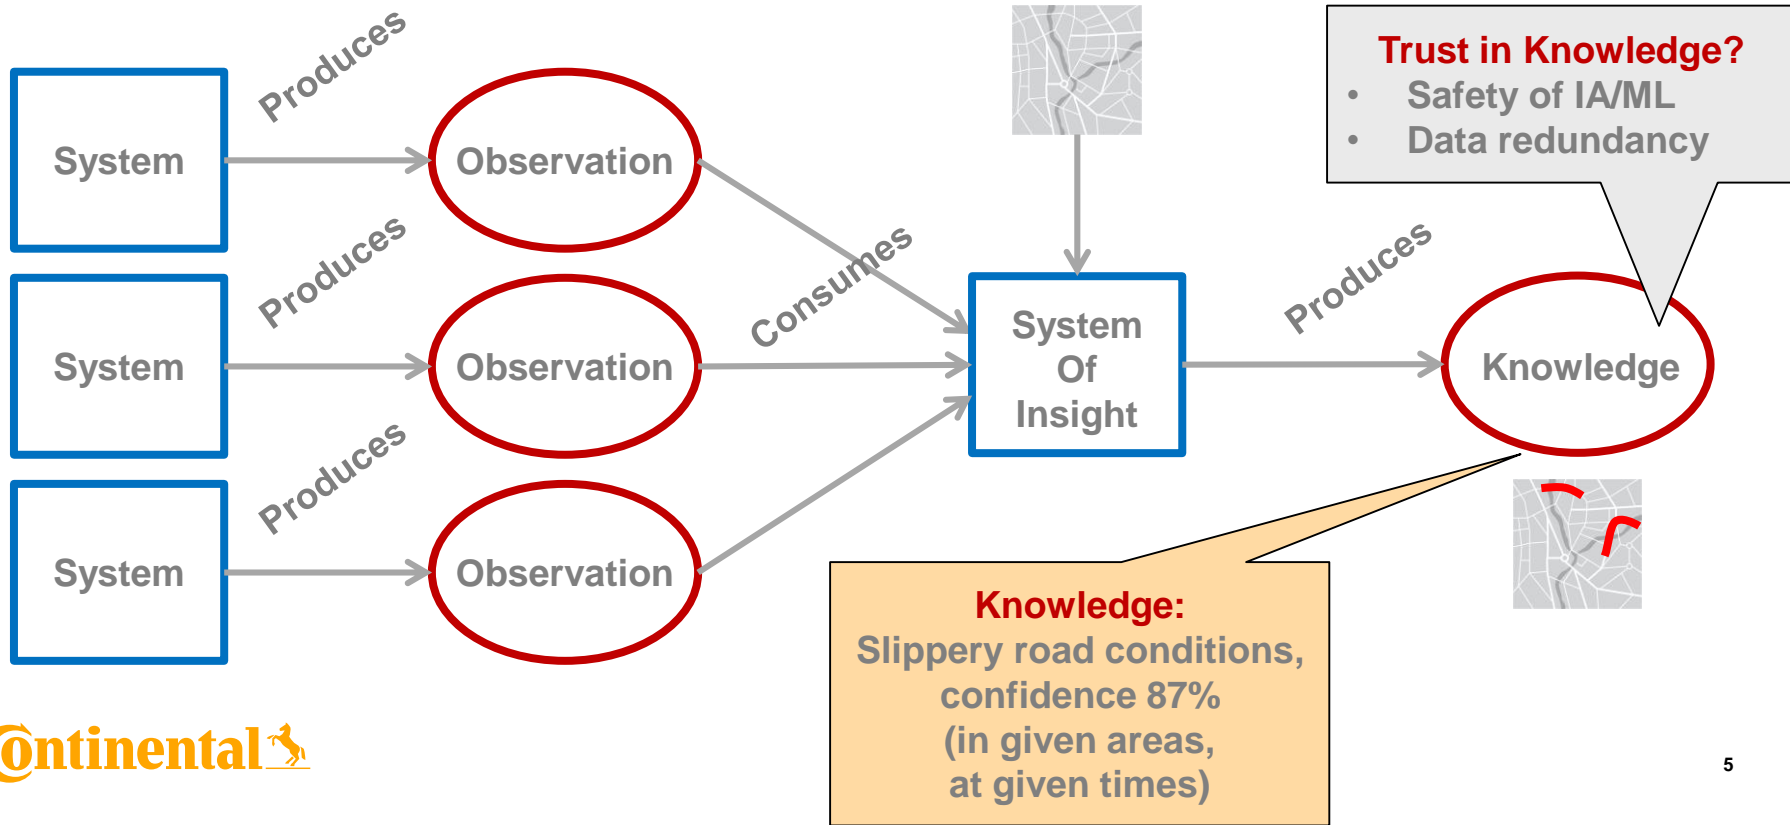 Produces
System
Observation
Produces
System
Observation
Produces
System
Observation
Consumes
System
Of
Insight
Produces
Knowledge
Trust in Knowledge?
• Safety of IA/ML
• Data redundancy
Knowledge:
Slippery road conditions,
confidence 87%
(in given areas,
at given times)
Continental
5